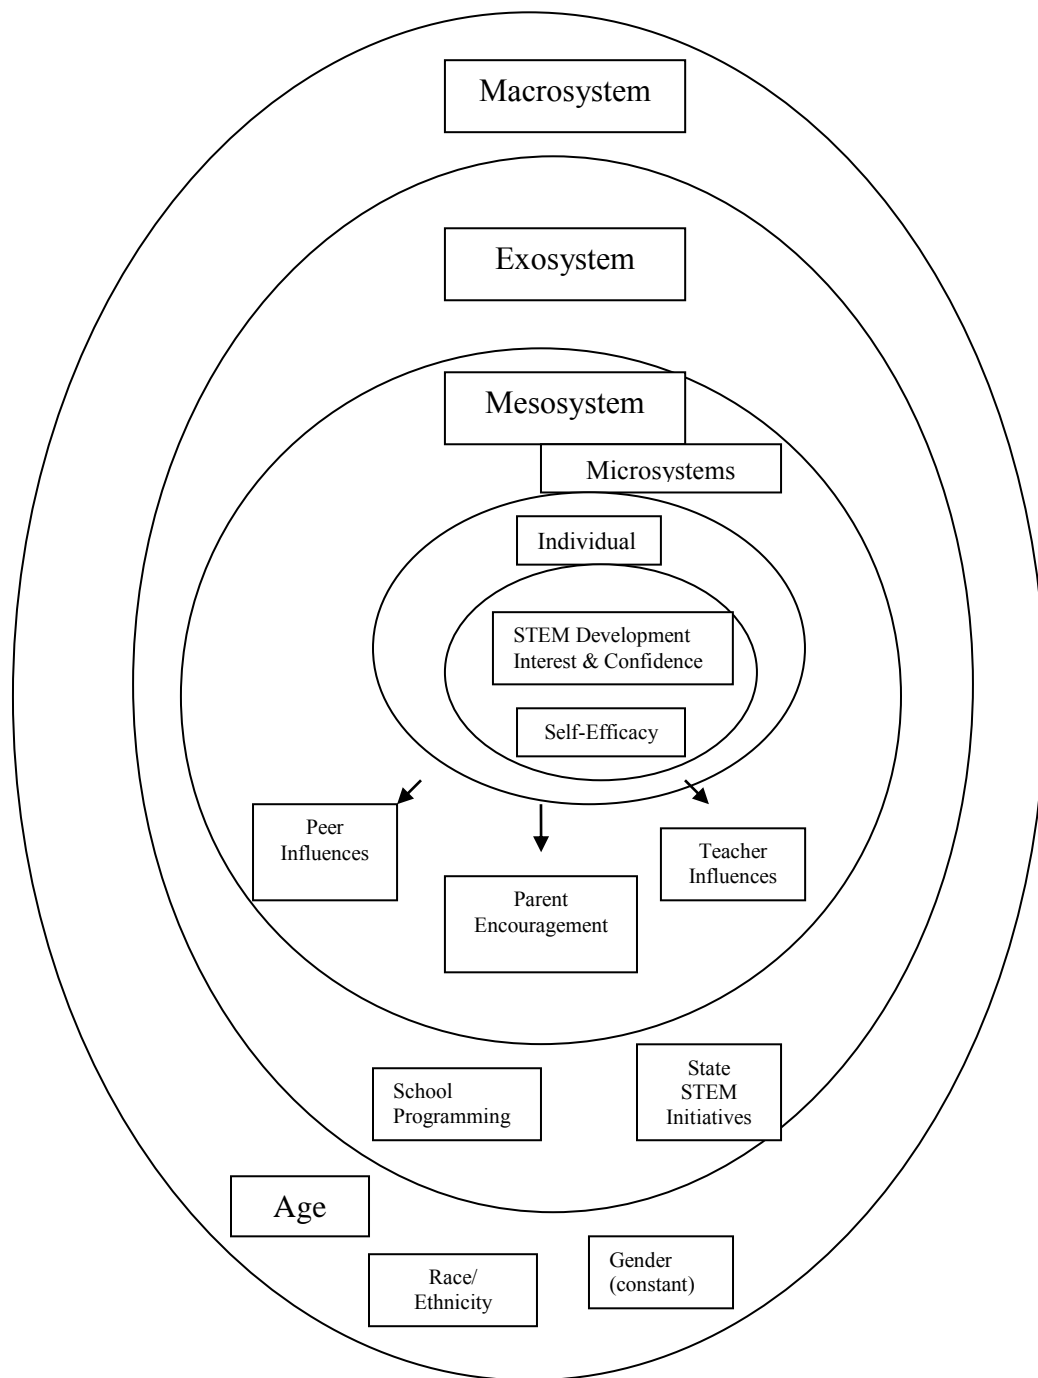 Macrosystem
Exosystem
Mesosystem
Microsystems
Individual
STEM Development
Interest & Confidence
Self-Efficacy
Peer
Influences
Teacher
Influences
Parent
Encouragement
School
Programming
State
STEM
Initiatives
Age
Race/
Ethnicity
Gender
(constant)